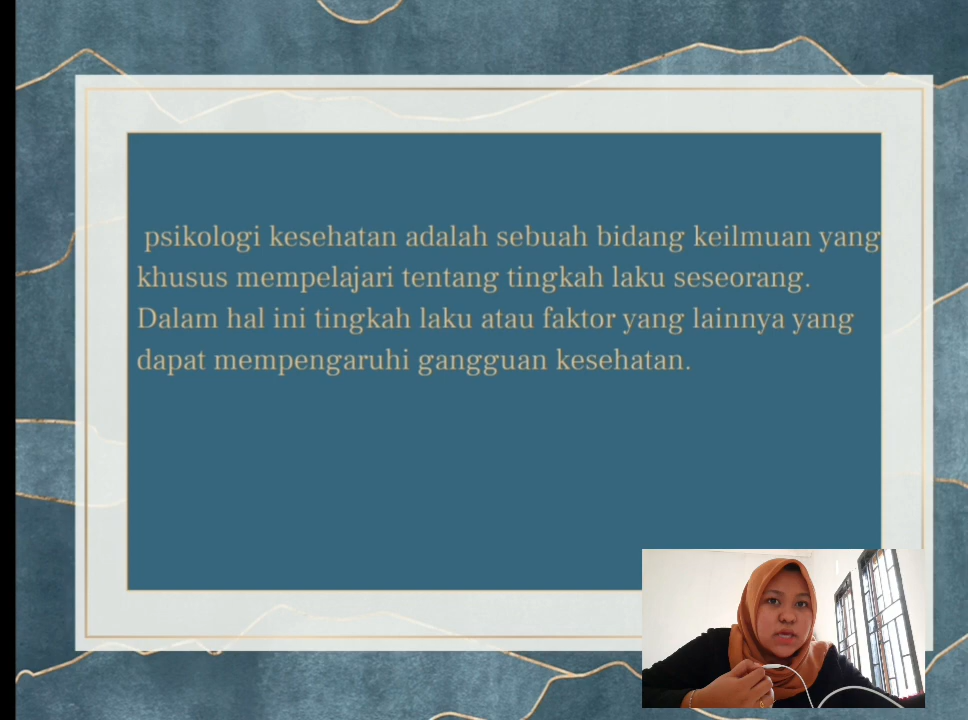 psikologi kesehatan adalah sebuah bidang keilmuan yang
khusus mempelajari tentang tingkah laku seseorang.
Dalam hal ini tingkah laku atau faktor yang lainnya yang
dapat mempengaruhi gangguan kesehatan.